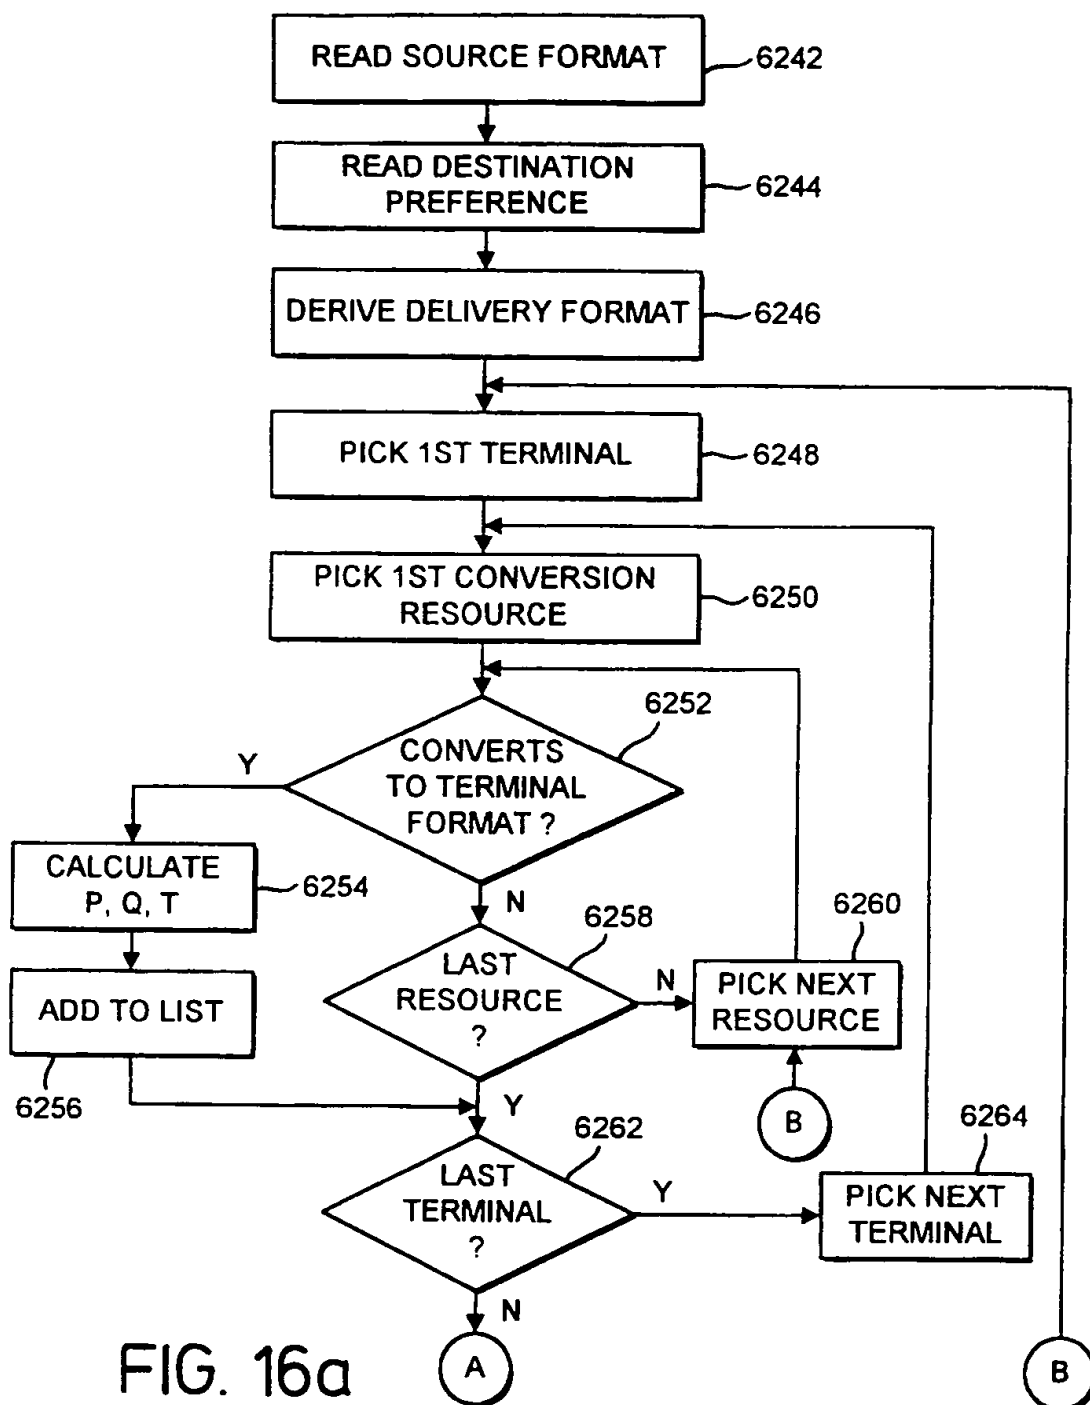 READ SOURCE FORMAT
6242
READ DESTINATION
PREFERENCE
6244
DERIVE DELIVERY FORMAT
6246
PICK 1ST TERMINAL
6248
PICK 1ST CONVERSION
RESOURCE
6250
6252
CONVERTS
TO TERMINAL
FORMAT ?
Y
N
CALCULATE
P, Q, T
6254
ADD TO LIST
6256
6258
LAST
RESOURCE
?
N
Y
6260
PICK NEXT
RESOURCE
B
6262
LAST
TERMINAL
?
Y
N
6264
PICK NEXT
TERMINAL
A
B
FIG. 16a